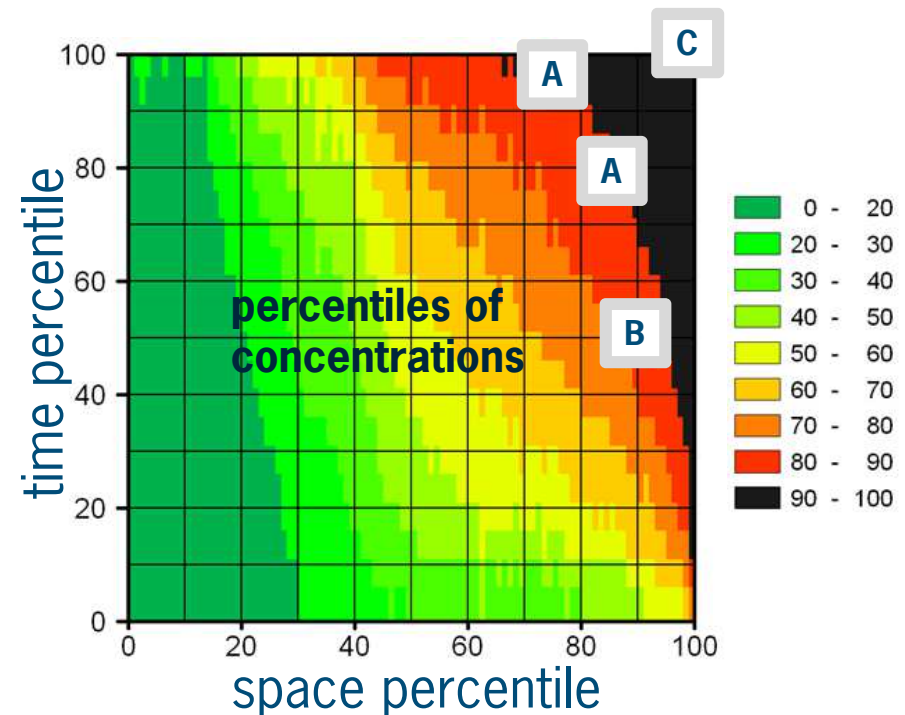 C
100
A
80
A
time percentile
0 - 20
20 - 30
30 - 40
40 - 50
50 - 60
60 - 70
70 - 80
80 - 90
90 - 100
60
percentiles of
concentrations
B
40
20
0
0 20 40 60 80 100
space percentile